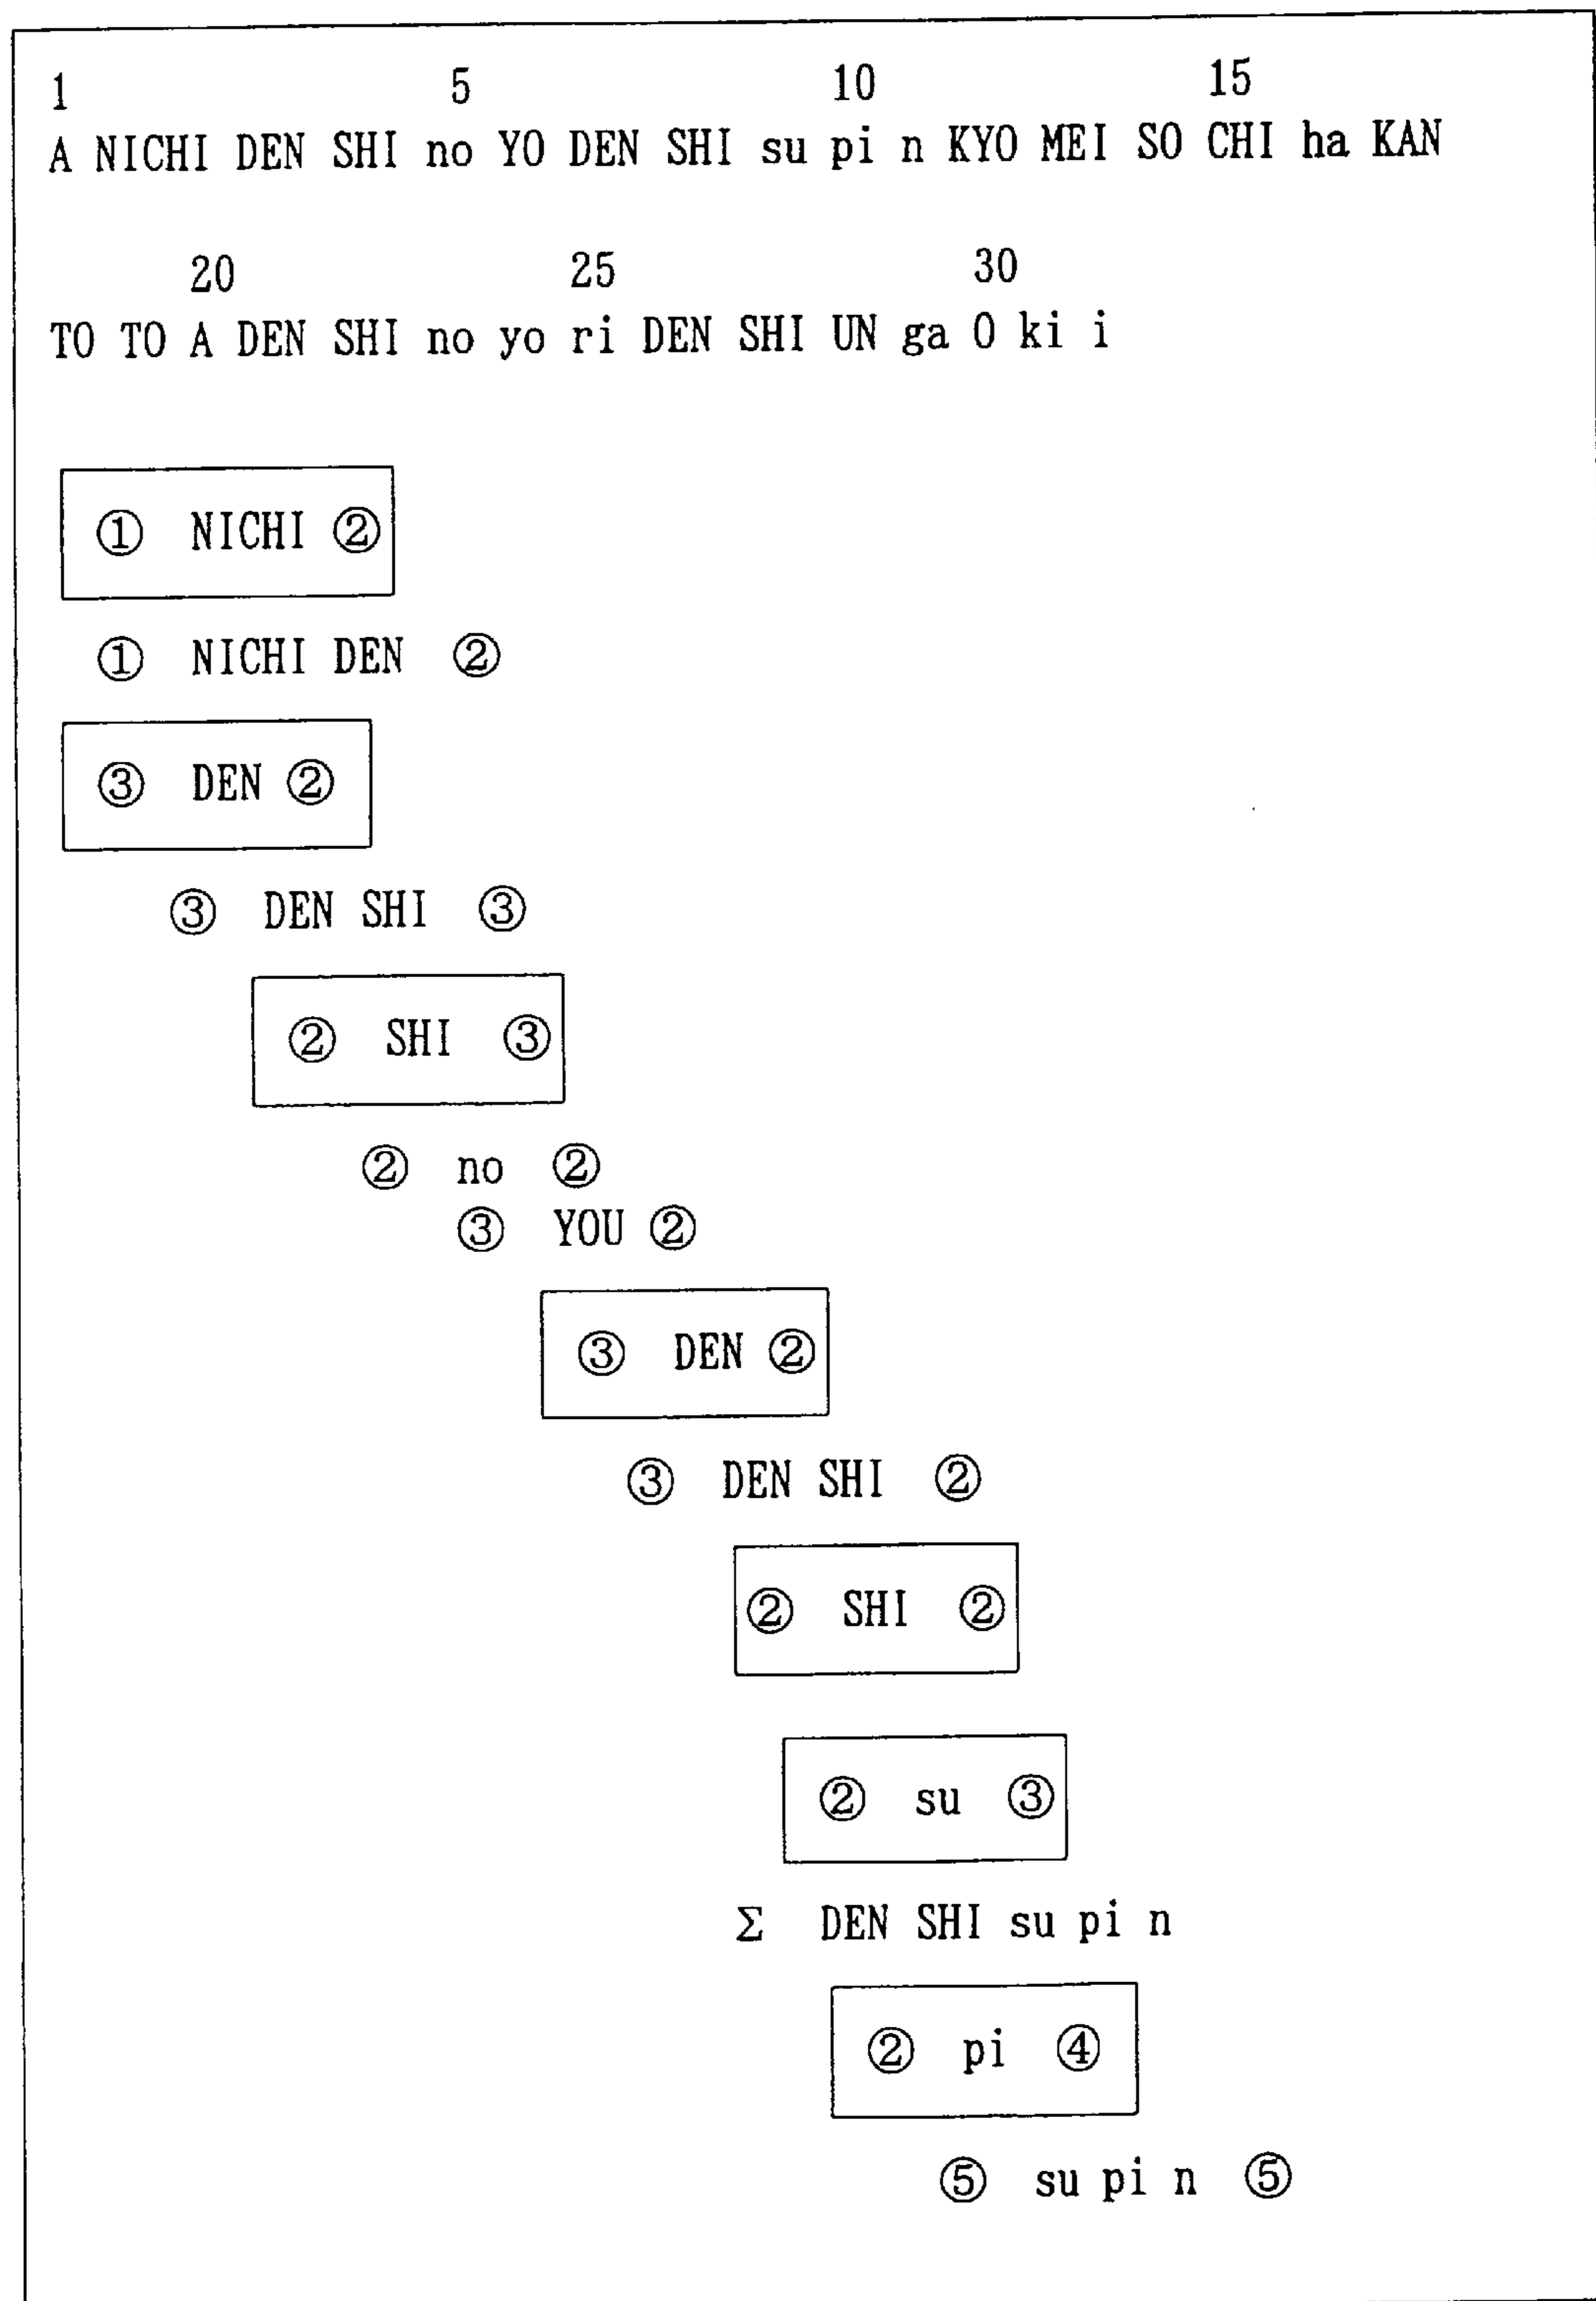 1 5 10 15
A NICHI DEN SHI no YO DEN SHI su pi n KYO MEI SO CHI ha KAN
20 25 30
TO TO A DEN SHI no yo ri DEN SHI UN ga O ki i
① NICHI ②
① NICHI DEN ②
③ DEN ②
③ DEN SHI ③
② SHI ③
② no ②
③ YOU ②
③ DEN ②
③ DEN SHI ②
② SHI ②
② su ③
Σ DEN SHI su pi n
② pi ④
⑤ su pi n ⑤